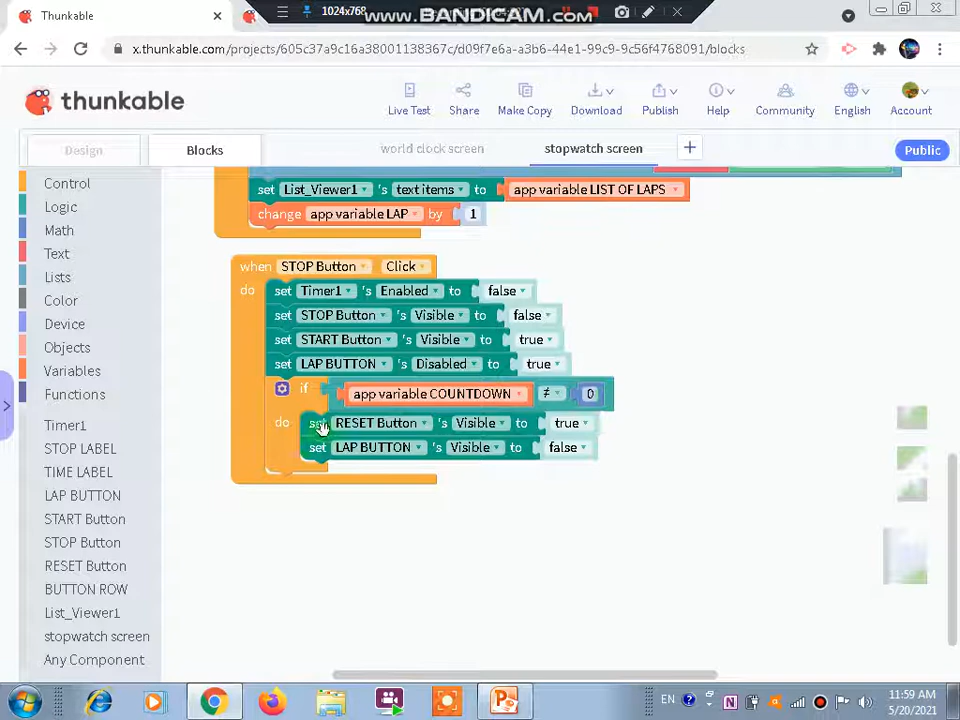 Thunkable
1024x768
www.BANDICAM.com
x.thunkable.com/projects/605c37a9c16a38001138367c/d09f7e6a-a3b6-44e1-99c9-9c56f4768091/blocks
thunkable
Live Test
Share
Make Copy
Download
Publish
Help
Community
English
Account
Design
Blocks
world clock screen
stopwatch screen
+
Public
Control
Logic
Math
Text
Lists
Color
Device
Objects
Variables
Functions
Timer1
STOP LABEL
TIME LABEL
LAP BUTTON
START Button
STOP Button
RESET Button
BUTTON ROW
List_Viewer1
stopwatch screen
Any Component
set List_Viewer1 's text items to app variable LIST OF LAPS
change app variable LAP by 1
when STOP Button Click
do set Timer1 's Enabled to false
set STOP Button 's Visible to false
set START Button 's Visible to true
set LAP BUTTON 's Disabled to true
if app variable COUNTDOWN ≠ 0
do set RESET Button 's Visible to true
set LAP BUTTON 's Visible to false
EN
11:59 AM
5/20/2021